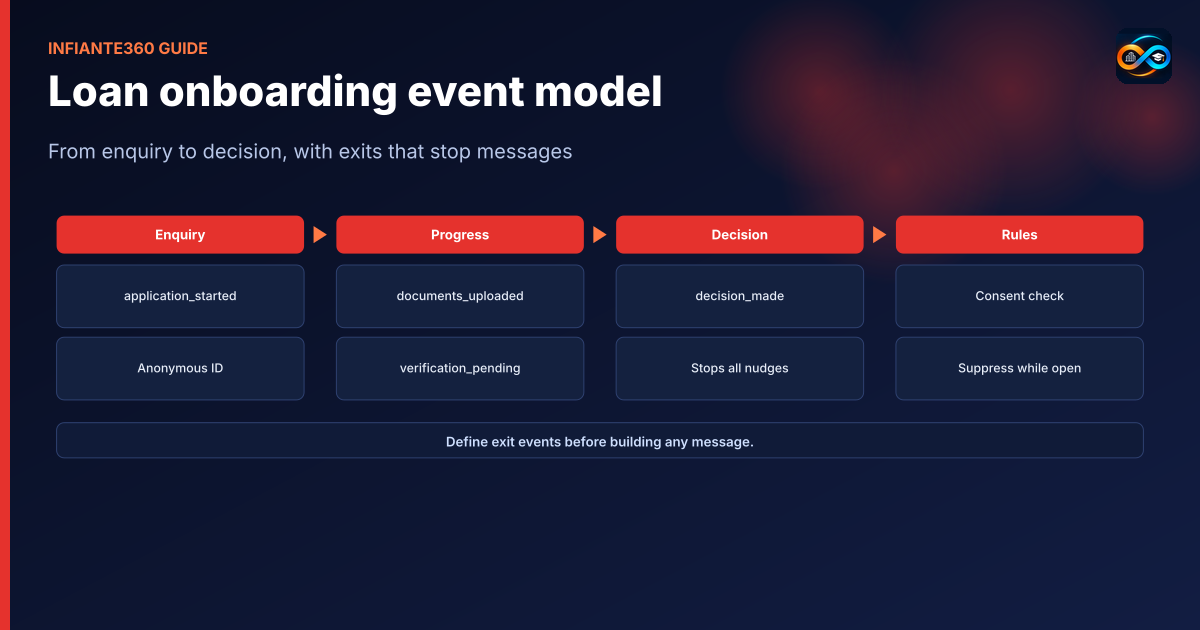 INFIANTE360 GUIDE
Loan onboarding event model
From enquiry to decision, with exits that stop messages
Enquiry
Progress
Decision
Rules
application_started
documents_uploaded
decision_made
Consent check
Anonymous ID
verification_pending
Stops all nudges
Suppress while open
Define exit events before building any message.